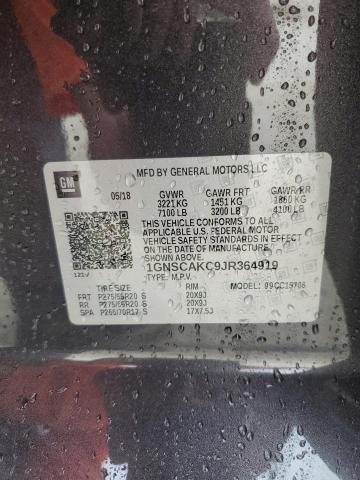 MFD BY GENERAL MOTORS LLC
GM
05/18
GVWR GAWR FRT GAWR RR
3221 KG 1451 KG 1860 KG
7100 LB 3200 LB 4100 LB
THIS VEHICLE CONFORMS TO ALL APPLICABLE U.S. FEDERAL MOTOR
VEHICLE SAFETY STANDARDS IN EFFECT ON THE DATE
OF MANUFACTURE SHOWN ABOVE.
1GNSCAKC9JR364919
TYPE: M.P.V.
TIRE SIZE RIM
FRT P275/55R20 S 20X9J
RR P275/55R20 S 20X9J
SPA P265/70R17 S 17X7.5J